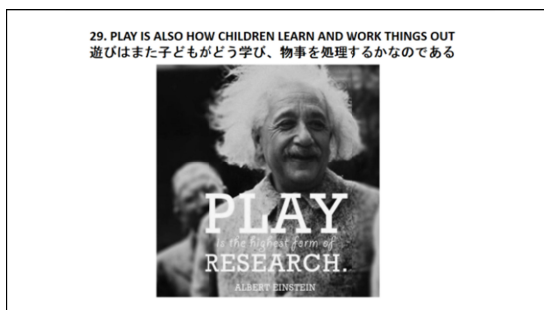 29. PLAY IS ALSO HOW CHILDREN LEARN AND WORK THINGS OUT
遊びはまた子どもがどう学び、物事を処理するかなのである
PLAY
is the highest form of
RESEARCH.
ALBERT EINSTEIN